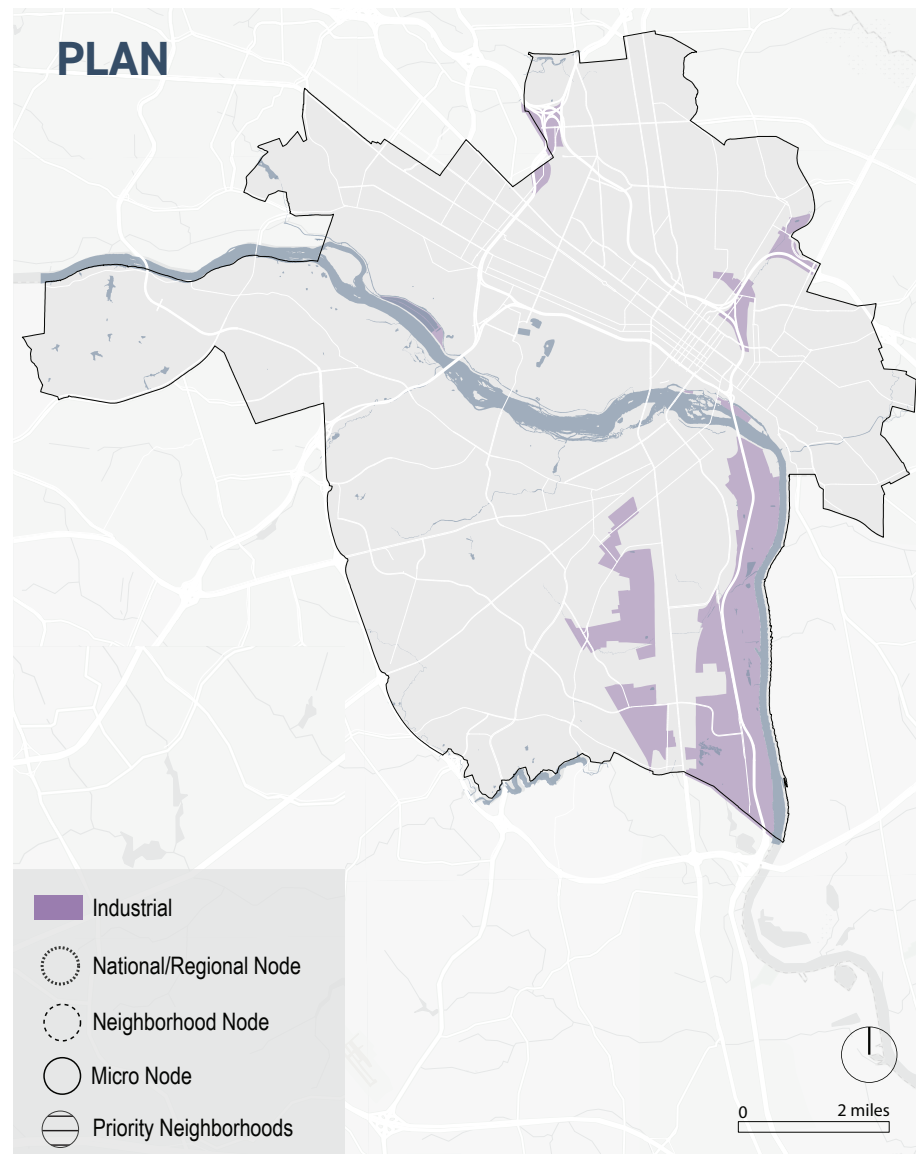 PLAN
Industrial
National/Regional Node
Neighborhood Node
Micro Node
Priority Neighborhoods
0 2 miles